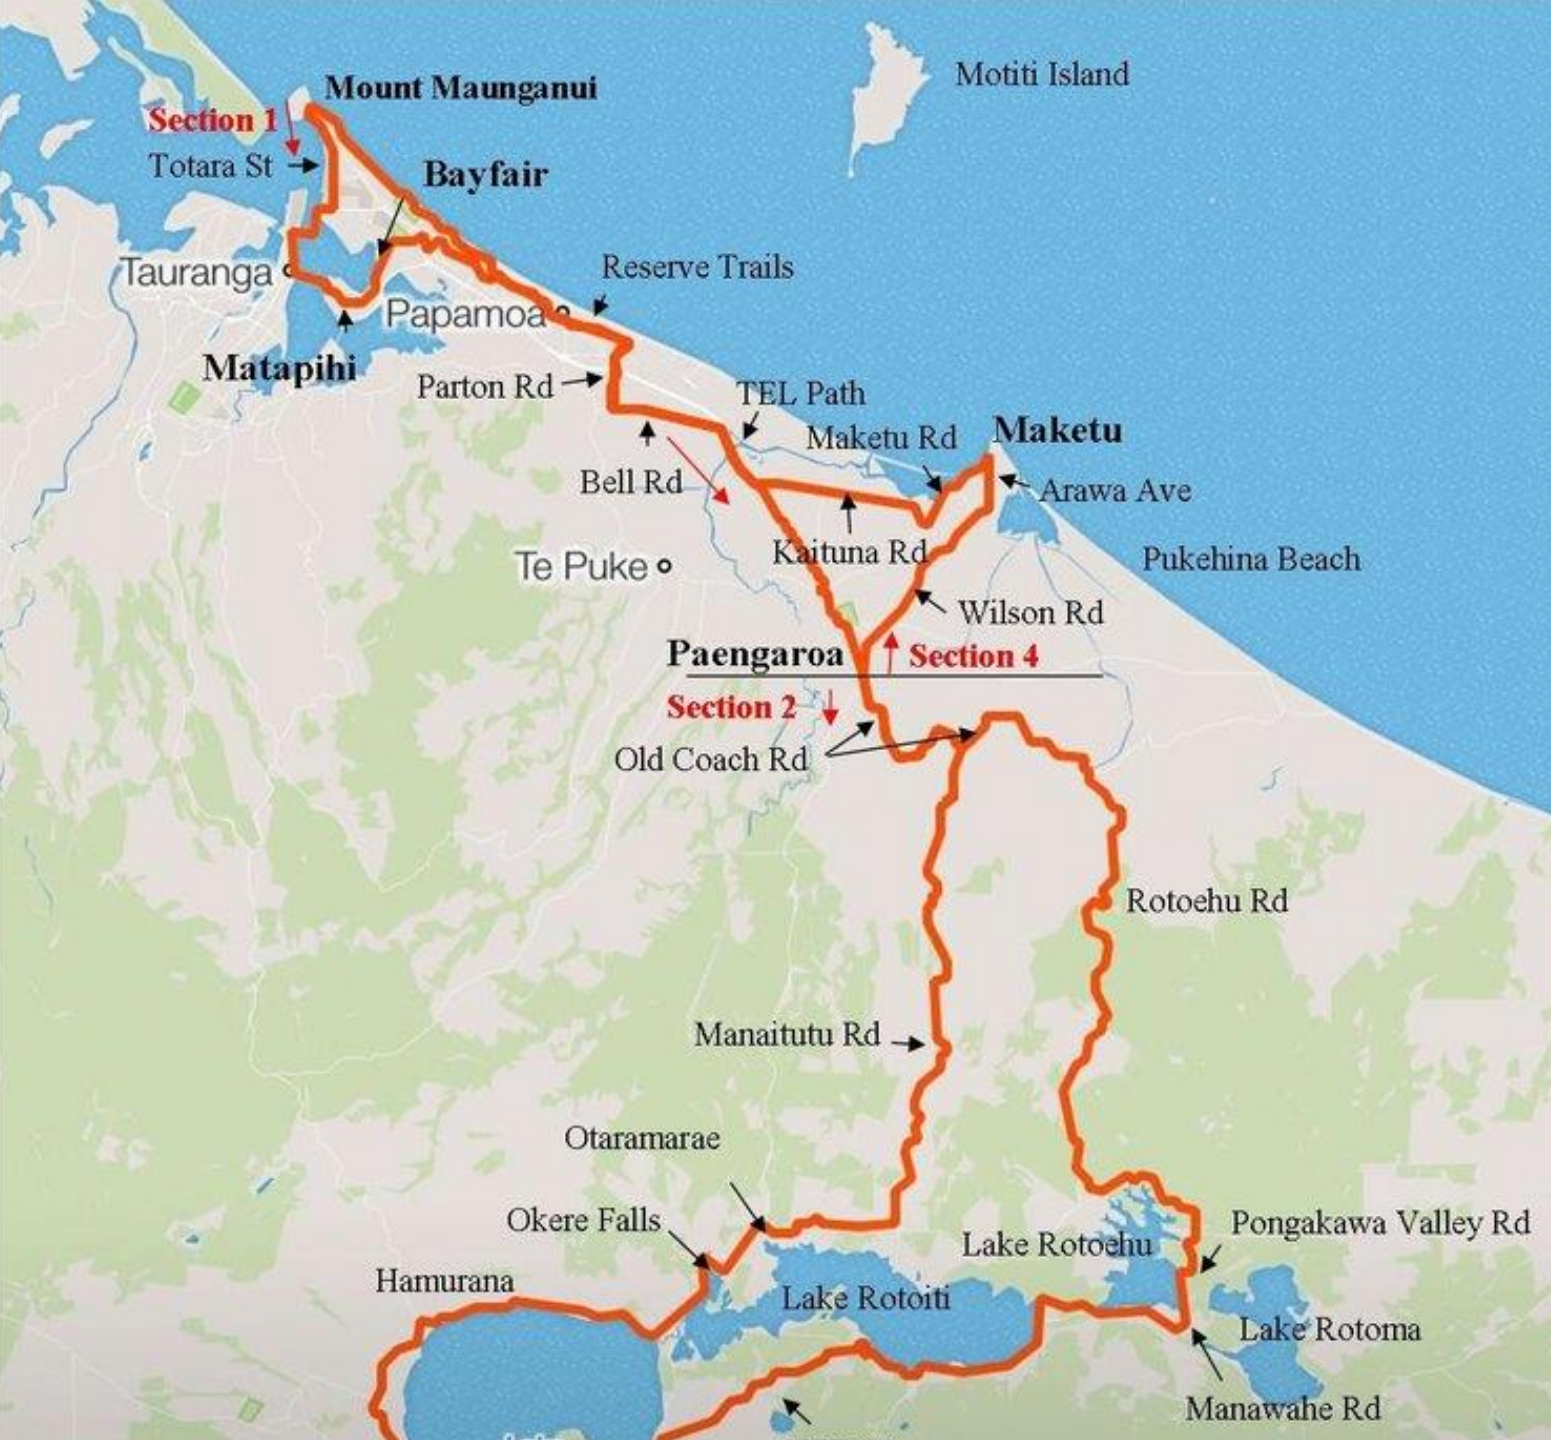 Motiti Island
Mount Maunganui
Section 1
Totara St
Bayfair
Tauranga
Reserve Trails
Papamoa
Matapihi
Parton Rd
TEL Path
Maketu Rd
Maketu
Bell Rd
Arawa Ave
Kaituna Rd
Pukehina Beach
Te Puke
Wilson Rd
Paengaroa
Section 4
Section 2
Old Coach Rd
Rotoehu Rd
Manaitutu Rd
Otaramarae
Okere Falls
Pongakawa Valley Rd
Lake Rotoehu
Hamurana
Lake Rotoiti
Lake Rotoma
Manawahe Rd